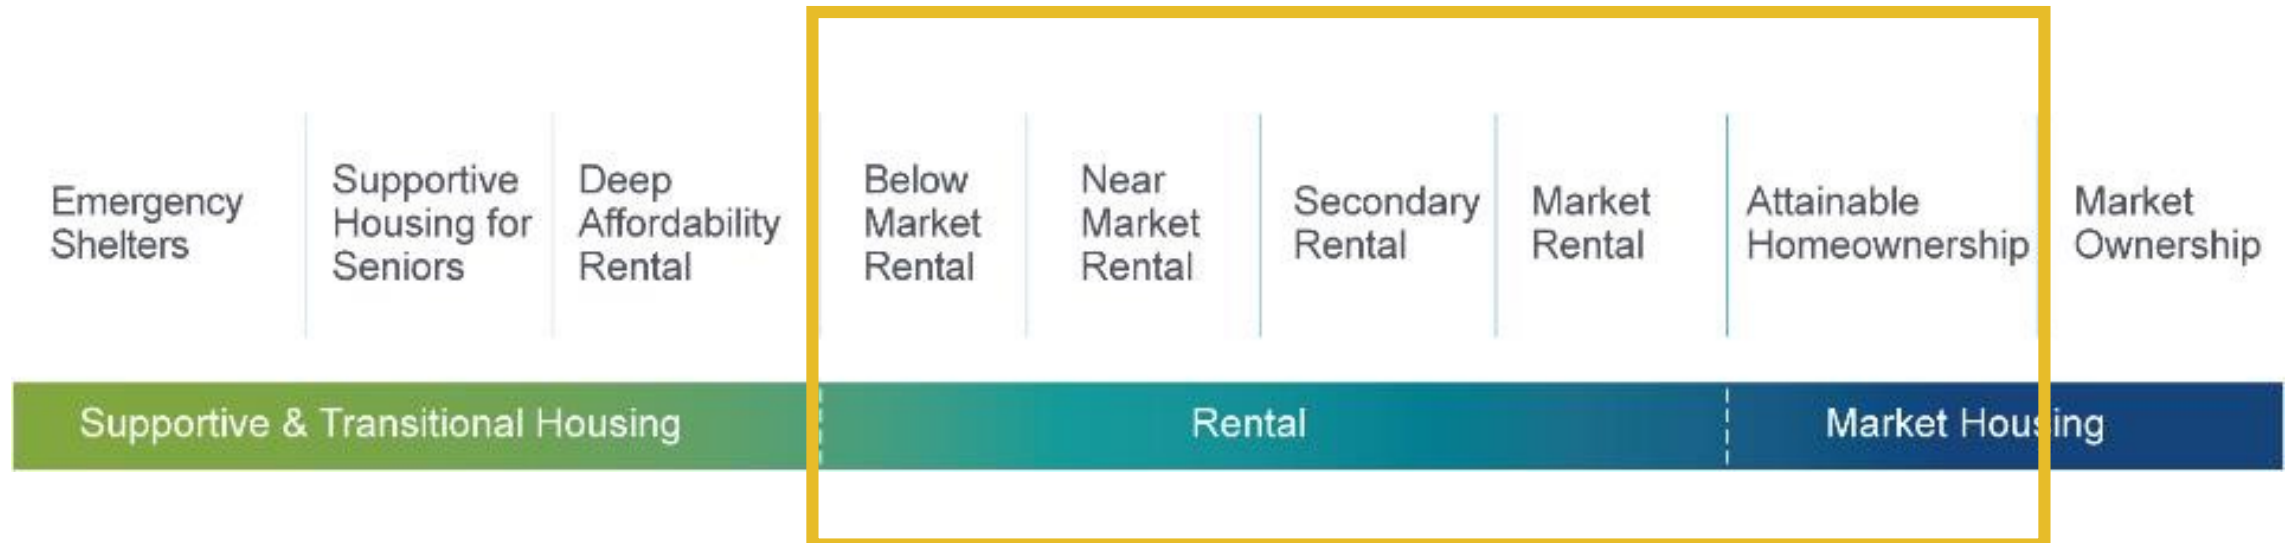 Emergency
Shelters
Supportive
Housing for
Seniors
Deep
Affordability
Rental
Below
Market
Rental
Near
Market
Rental
Secondary
Rental
Market
Rental
Attainable
Homeownership
Market
Ownership
Supportive & Transitional Housing
Rental
Market Housing